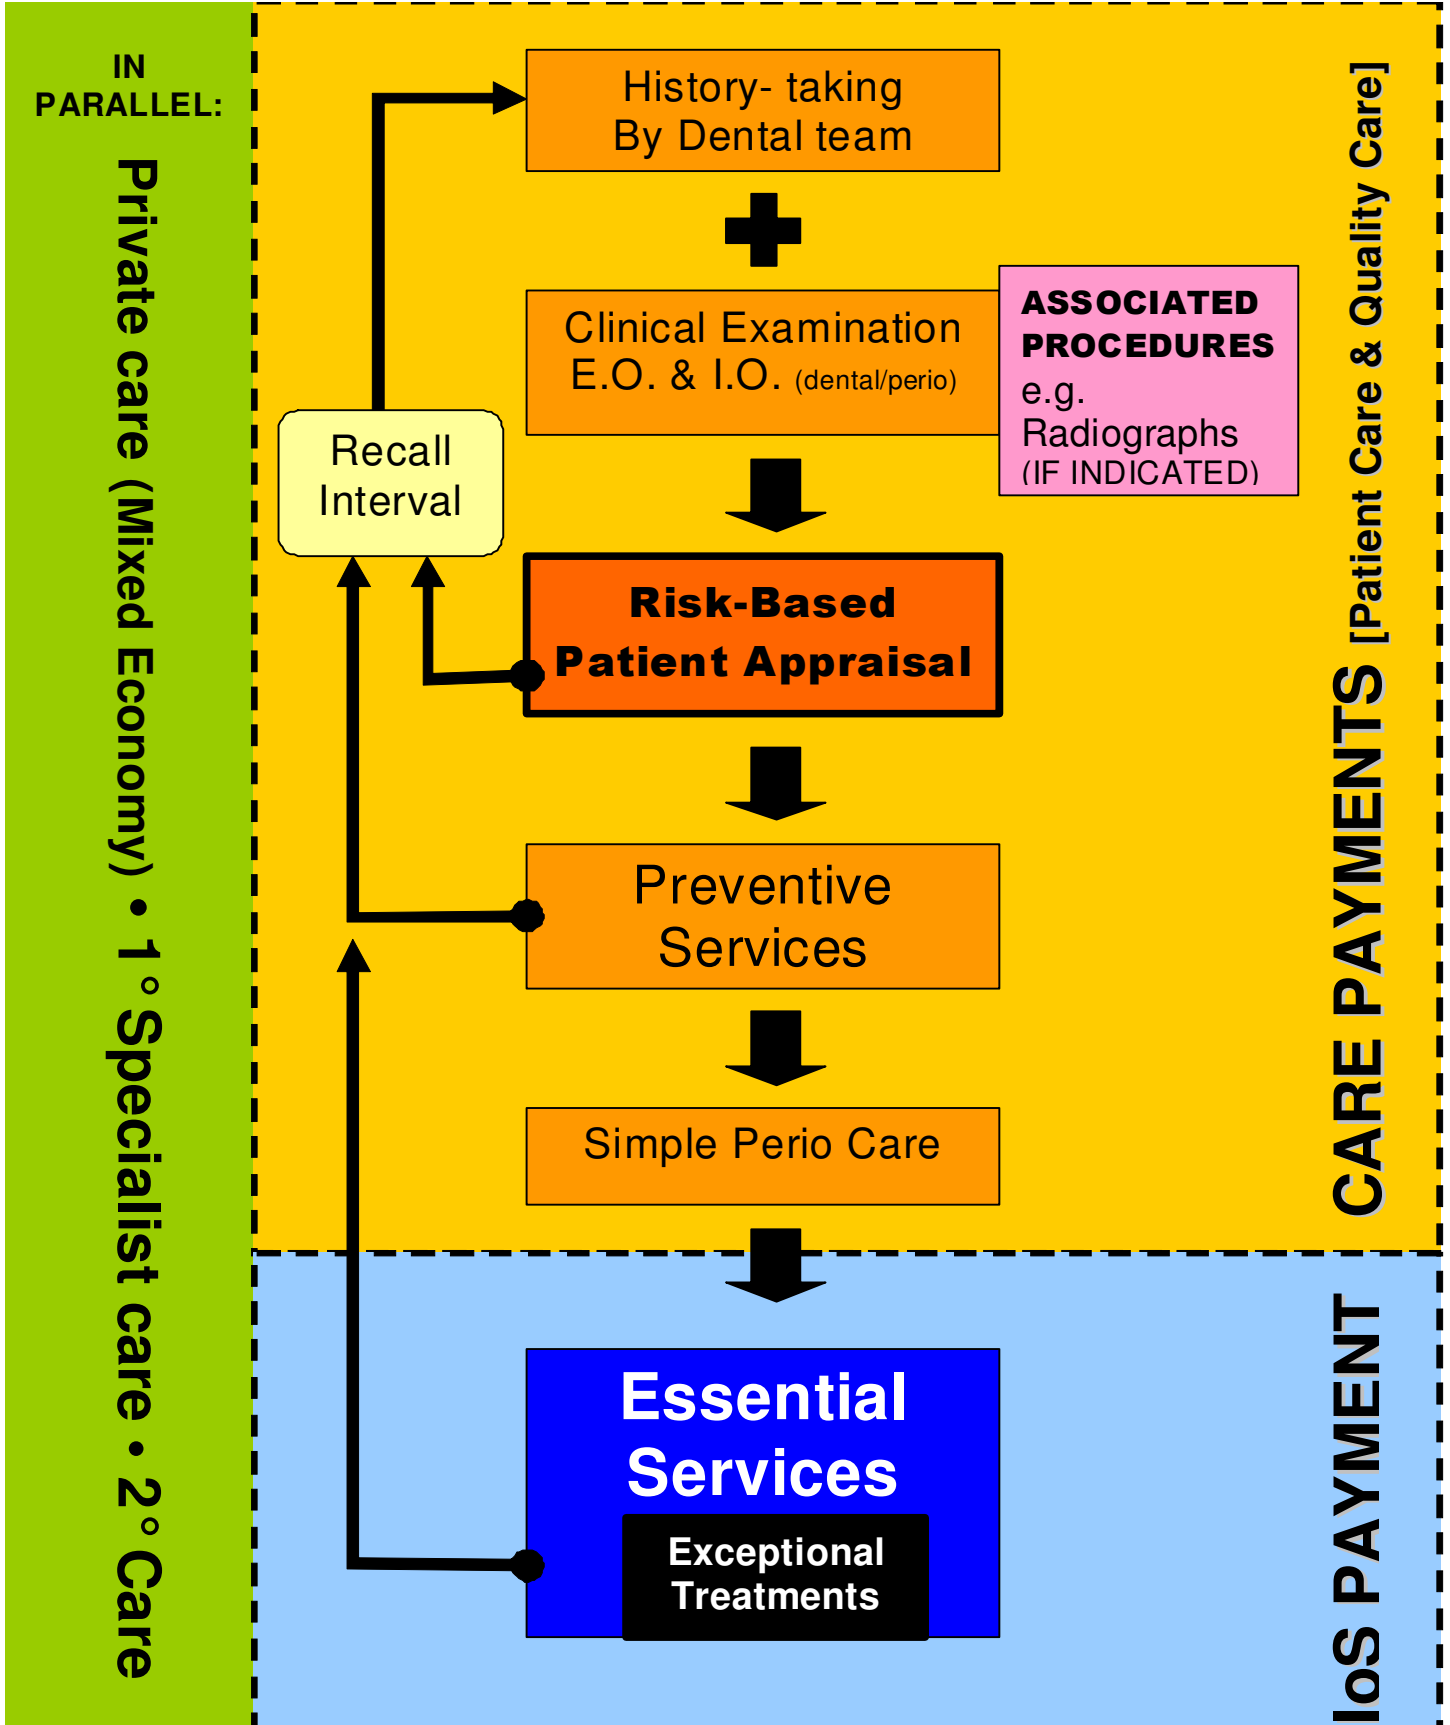 IN
PARALLEL:
Private care (Mixed Economy) • 1° Specialist care • 2° Care
History- taking
By Dental team
Clinical Examination
E.O. & I.O. (dental/perio)
ASSOCIATED
PROCEDURES
e.g.
Radiographs
(IF INDICATED)
Recall
Interval
Risk-Based
Patient Appraisal
Preventive
Services
Simple Perio Care
Essential
Services
Exceptional
Treatments
CARE PAYMENTS [Patient Care & Quality Care]
IoS PAYMENT